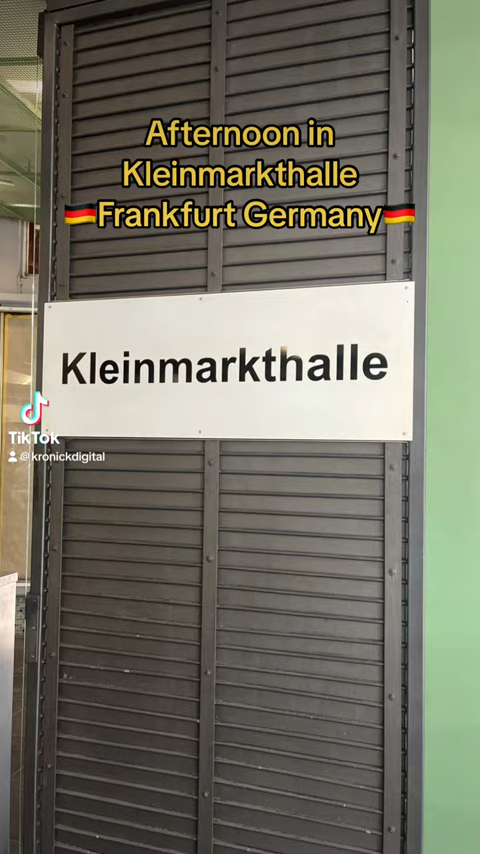 Afternoon in
Kleinmarkthalle
🇩🇪Frankfurt Germany🇩🇪
Kleinmarkthalle
TikTok
@kronickdigital